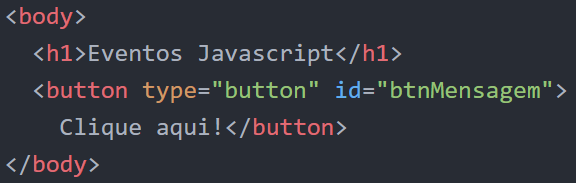 <body>
<h1>Eventos Javascript</h1>
<button type="button" id="btnMensagem">
Clique aqui!</button>
</body>